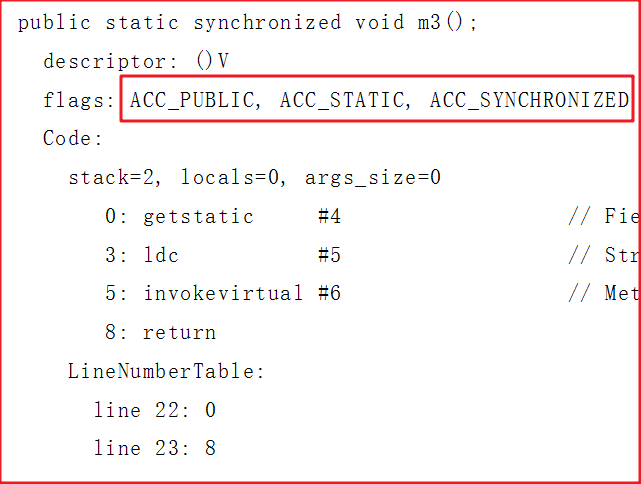 public static synchronized void m3();
descriptor: ()V
flags: ACC_PUBLIC, ACC_STATIC, ACC_SYNCHRONIZED
Code:
stack=2, locals=0, args_size=0
0: getstatic #4 // Fie
3: ldc #5 // Str
5: invokevirtual #6 // Met
8: return
LineNumberTable:
line 22: 0
line 23: 8